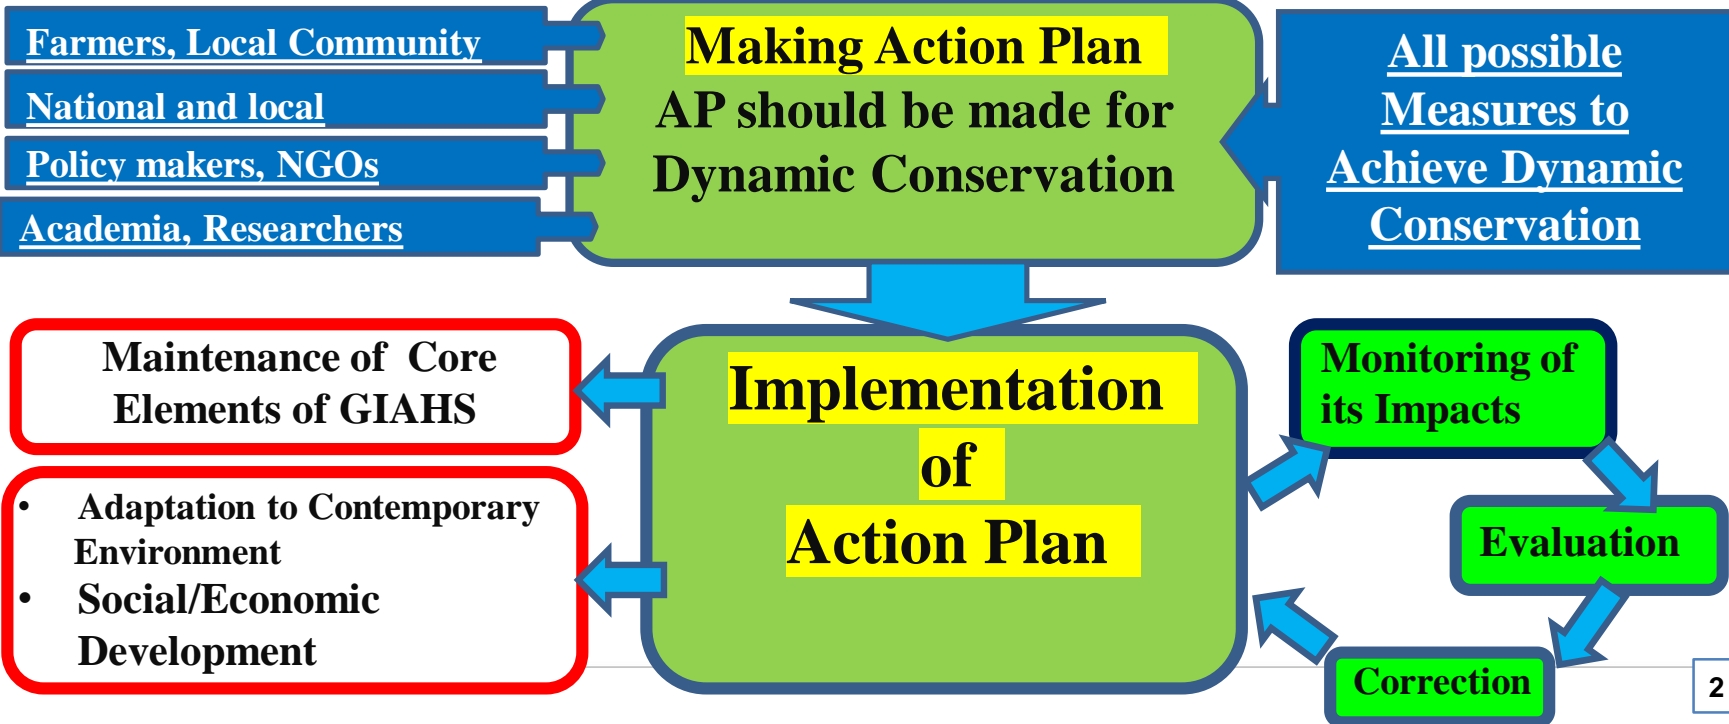 Farmers, Local Community
National and local
Policy makers, NGOs
Academia, Researchers
Making Action Plan
AP should be made for
Dynamic Conservation
All possible
Measures to
Achieve Dynamic
Conservation
Maintenance of Core
Elements of GIAHS
• Adaptation to Contemporary
Environment
• Social/Economic
Development
Implementation
of
Action Plan
Monitoring of
its Impacts
Evaluation
Correction
2